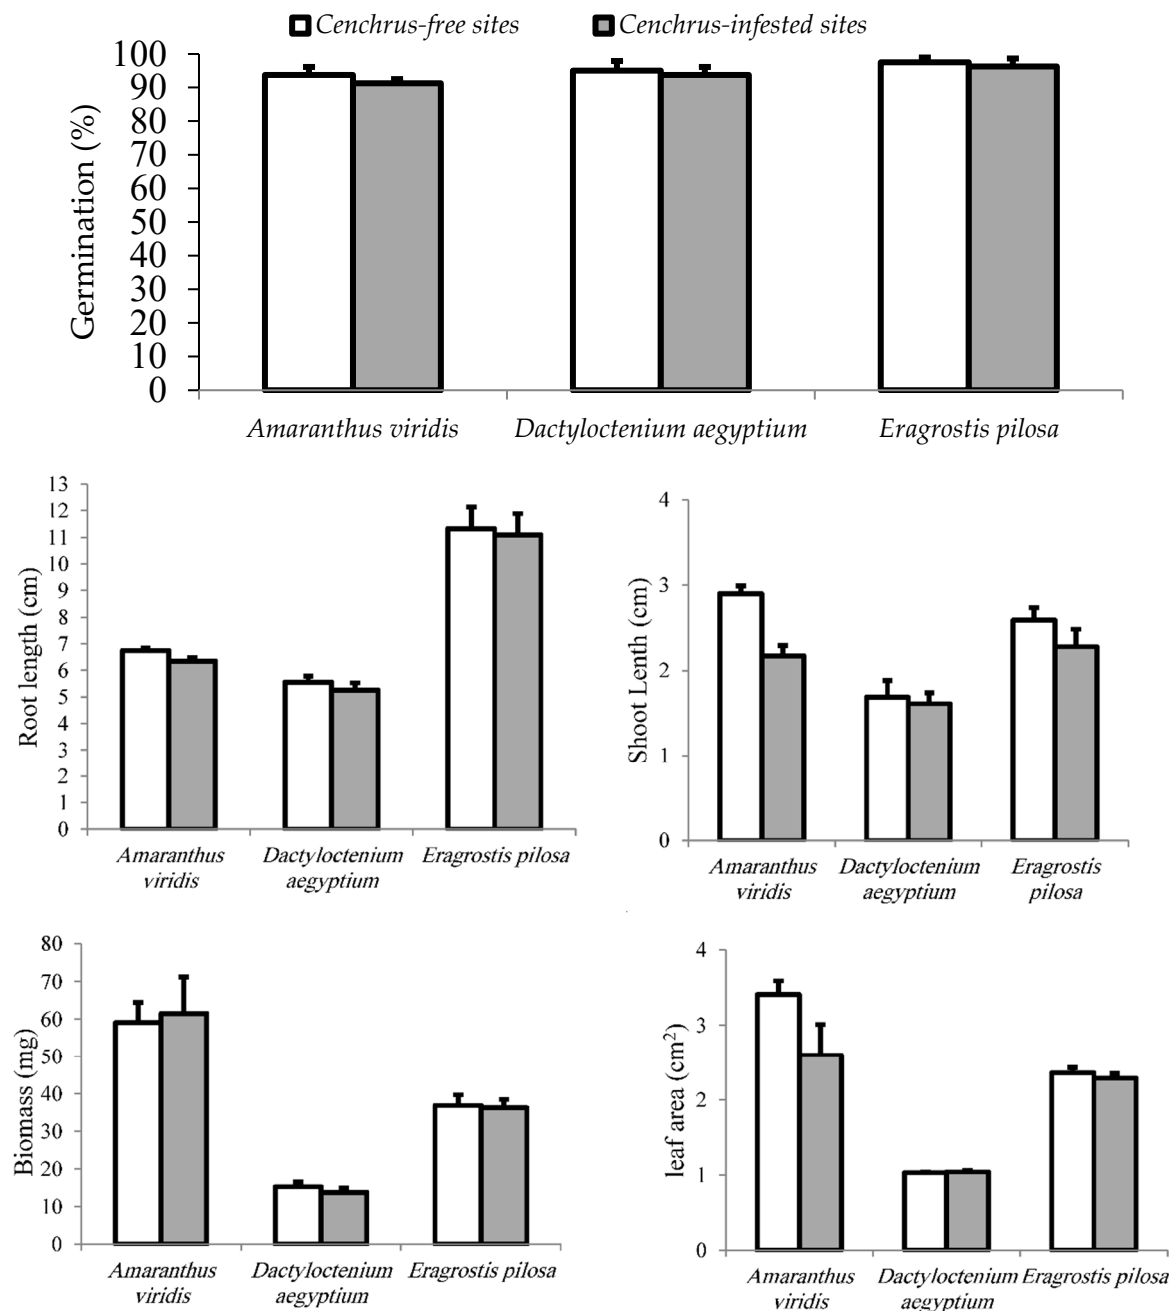 Cenchrus-free sites Cenchrus-infested sites
100
90
80
70
60
50
40
30
20
10
0
Germination (%)
Amaranthus viridis Dactyloctenium aegyptium Eragrostis pilosa
13
12
11
10
9
8
7
6
5
4
3
2
1
0
Root length (cm)
Amaranthus Dactyloctenium Eragrostis pilosa
viridis aegyptium
4
3
2
1
0
Shoot Lenth (cm)
Amaranthus Dactyloctenium Eragrostis
viridis aegyptium pilosa
80
70
60
50
40
30
20
10
0
Biomass (mg)
Amaranthus Dactyloctenium Eragrostis pilosa
viridis aegyptium
4
3
2
1
0
leaf area (cm²)
Amaranthus Dactyloctenium Eragrostis pilosa
viridis aegyptium